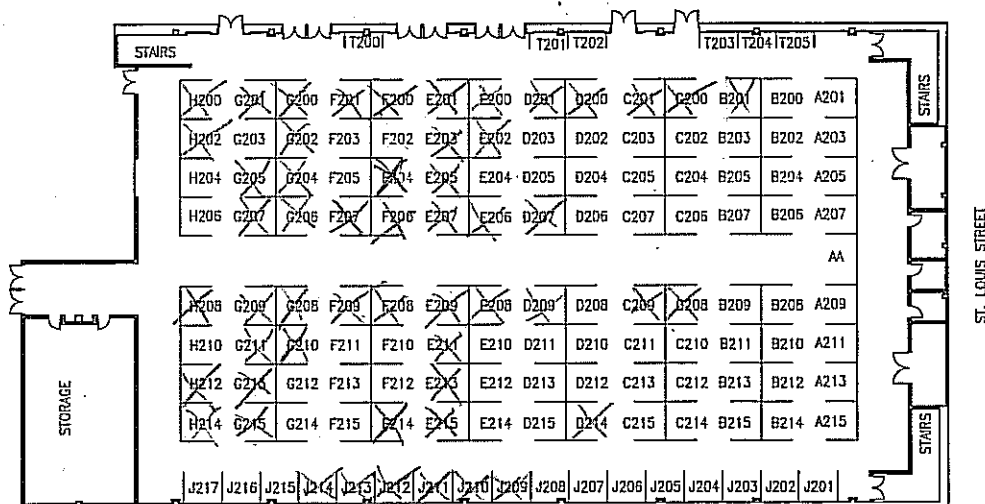 T200 T201 T202 T203 T204 T205
STAIRS
STAIRS
H200 G201 G200 F201 F200 E201 E200 D201 D200 C201 C200 B201 B200 A201
H202 G203 G202 F203 F202 E203 E202 D203 D202 C203 C202 B203 B202 A203
H204 G205 G204 F205 F204 E205 E204 D205 D204 C205 C204 B205 B204 A205
H206 G207 G206 F207 F206 E207 E206 D207 D206 C207 C206 B207 B206 A207
AA
ST. LOUIS STREET
H208 G209 G208 F209 F208 E209 E208 D209 D208 C209 C208 B209 B208 A209
H210 G211 G210 F211 F210 E211 E210 D211 D210 C211 C210 B211 B210 A211
H212 G213 G212 F213 F212 E213 E212 D213 D212 C213 C212 B213 B212 A213
H214 G215 G214 F215 F214 E215 E214 D215 D214 C215 C214 B215 B214 A215
STORAGE
STAIRS
J217 J216 J215 J214 J213 J212 J211 J210 J209 J208 J207 J206 J205 J204 J203 J202 J201